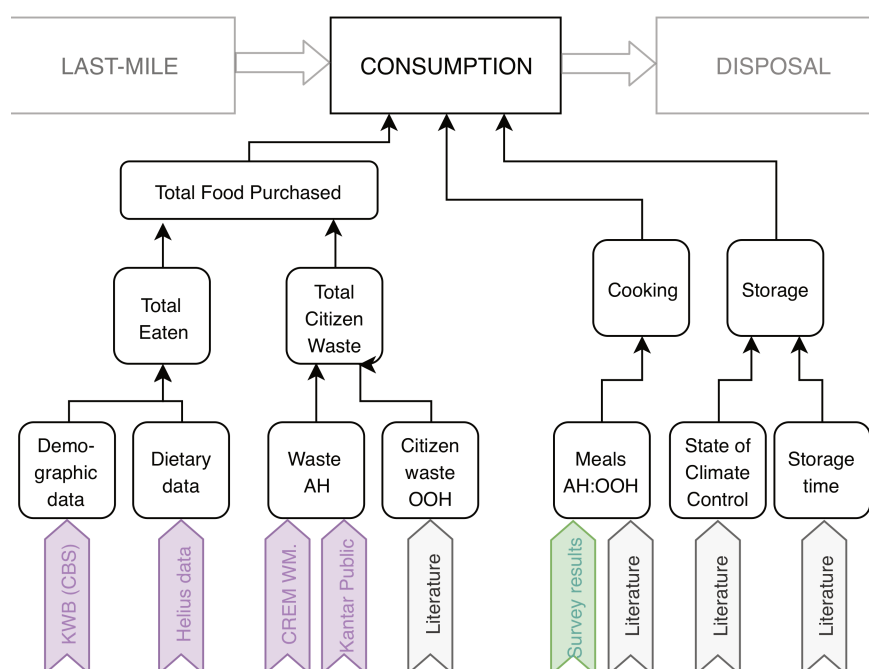 LAST-MILE
CONSUMPTION
DISPOSAL
Total Food Purchased
Total
Eaten
Total
Citizen
Waste
Cooking
Storage
Demo-
graphic
data
Dietary
data
Waste
AH
Citizen
waste
OOH
Meals
AH:OOH
State of
Climate
Control
Storage
time
KWB (CBS)
Helius data
CREM WM.
Kantar Public
Literature
Survey results
Literature
Literature
Literature